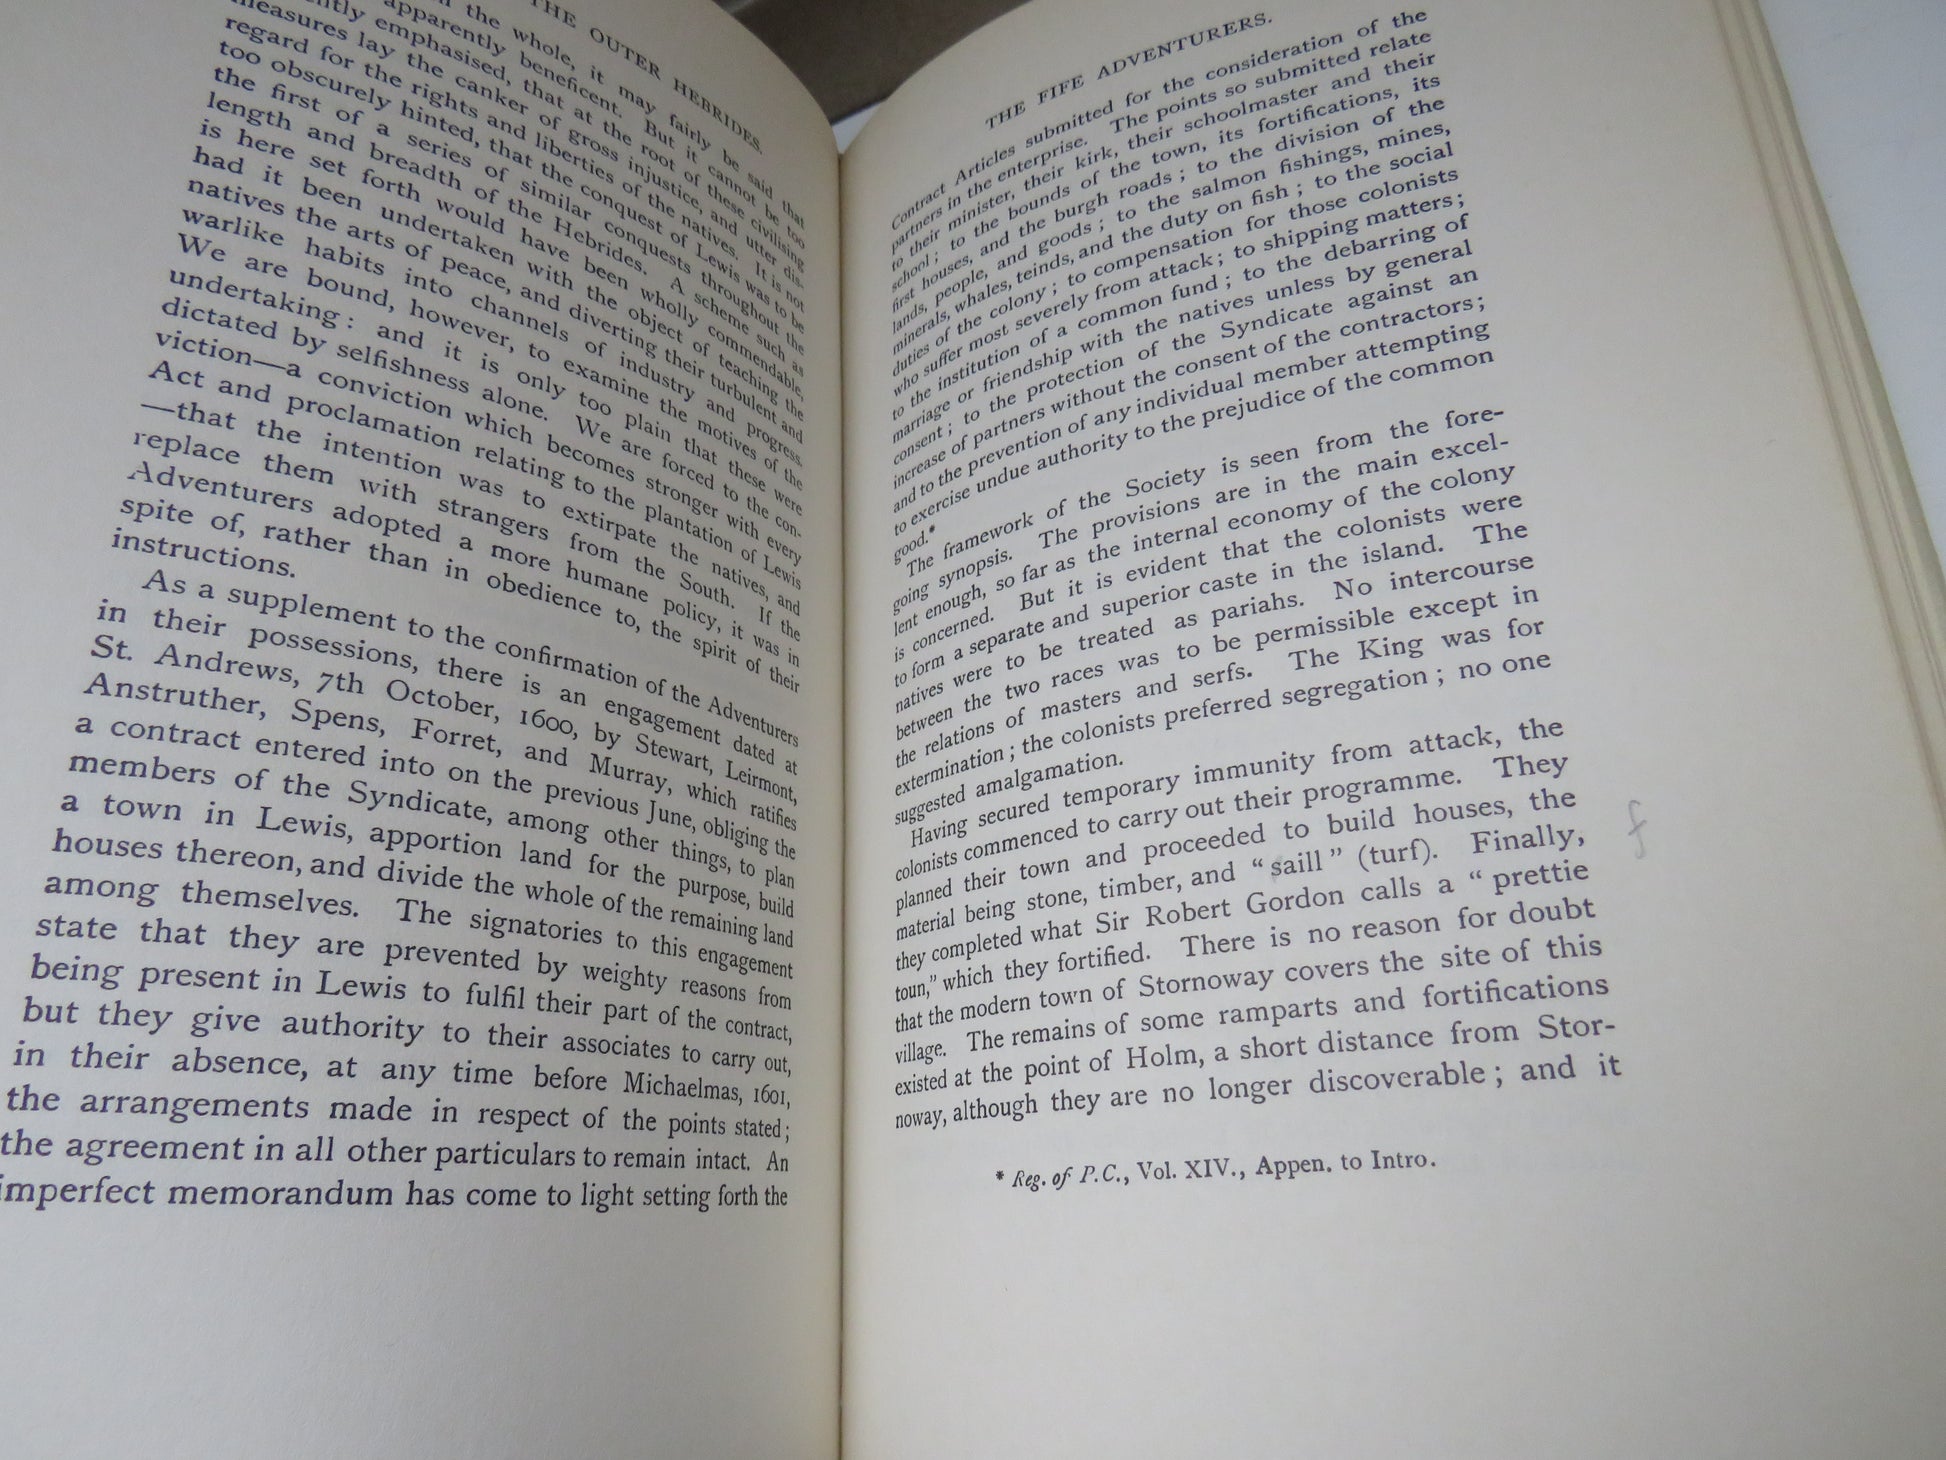 THE OUTER HEBRIDES.
the whole, it may fairly be said that
apparently beneficent. But it cannot be too
emphasised, that at the root of these civilising
measures lay the canker of gross injustice, and utter dis-
regard for the rights and liberties of the natives. It is not
too obscurely hinted, that the conquest of Lewis was to be
the first of a series of similar conquests throughout the
length and breadth of the Hebrides. A scheme such as
is here set forth would have been wholly commendable,
had it been undertaken with the object of teaching the
natives the arts of peace, and diverting their turbulent and
warlike habits into channels of industry and progress.
We are bound, however, to examine the motives of the
undertaking: and it is only too plain that these were
dictated by selfishness alone. We are forced to the con-
viction—a conviction which becomes stronger with every
Act and proclamation relating to the plantation of Lewis
—that the intention was to extirpate the natives, and
replace them with strangers from the South. If the
Adventurers adopted a more humane policy, it was in
spite of, rather than in obedience to, the spirit of their
instructions.
As a supplement to the confirmation of the Adventurers
in their possessions, there is an engagement dated at
St. Andrews, 7th October, 1600, by Stewart, Leirmont,
Anstruther, Spens, Forret, and Murray, which ratifies
a contract entered into on the previous June, obliging the
members of the Syndicate, among other things, to plan
a town in Lewis, apportion land for the purpose, build
houses thereon, and divide the whole of the remaining land
among themselves. The signatories to this engagement
state that they are prevented by weighty reasons from
being present in Lewis to fulfil their part of the contract,
but they give authority to their associates to carry out,
in their absence, at any time before Michaelmas, 1601,
the arrangements made in respect of the points stated;
the agreement in all other particulars to remain intact. An
imperfect memorandum has come to light setting forth the
THE FIFE ADVENTURERS.
Contract Articles submitted for the consideration of the
partners in the enterprise. The points so submitted relate
to their minister, their kirk, their schoolmaster and their
school; to the bounds of the town, its fortifications, its
first houses, and the burgh roads; to the division of the
lands, people, and goods; to the salmon fishings, mines,
minerals, whales, teinds, and the duty on fish; to the social
duties of the colony; to compensation for those colonists
who suffer most severely from attack; to shipping matters;
to the institution of a common fund; to the debarring of
marriage or friendship with the natives unless by general
consent; to the protection of the Syndicate against an
increase of partners without the consent of the contractors;
and to the prevention of any individual member attempting
to exercise undue authority to the prejudice of the common
good.*
The framework of the Society is seen from the fore-
going synopsis. The provisions are in the main excel-
lent enough, so far as the internal economy of the colony
is concerned. But it is evident that the colonists were
to form a separate and superior caste in the island. The
natives were to be treated as pariahs. No intercourse
between the two races was to be permissible except in
the relations of masters and serfs. The King was for
extermination; the colonists preferred segregation; no one
suggested amalgamation.
Having secured temporary immunity from attack, the
colonists commenced to carry out their programme. They
planned their town and proceeded to build houses, the
material being stone, timber, and "saill" (turf). Finally,
they completed what Sir Robert Gordon calls a "prettie
toun," which they fortified. There is no reason for doubt
that the modern town of Stornoway covers the site of this
village. The remains of some ramparts and fortifications
existed at the point of Holm, a short distance from Stor-
noway, although they are no longer discoverable; and it
* Reg. of P.C., Vol. XIV., Appen. to Intro.
f